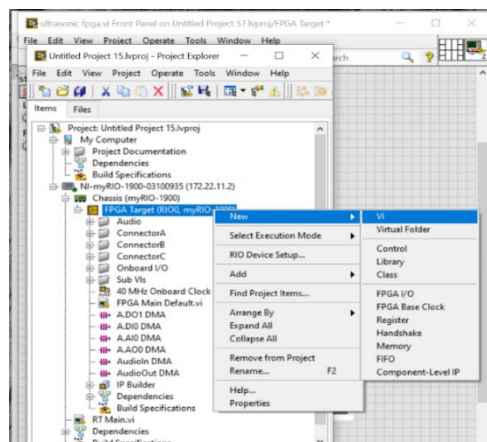 ultrasonic fpga.vi Front Panel on Untitled Project 57.lvproj/FPGA Target *
File Edit View Project Operate Tools Window Help
Untitled Project 15.lvproj - Project Explorer
File Edit View Project Operate Tools Window Help
Items Files
Project: Untitled Project 15.lvproj
My Computer
Project Documentation
Dependencies
Build Specifications
NI-myRIO-1900-03100935 (172.22.11.2)
Chassis (myRIO-1900)
FPGA Target (RIO0, myRIO-1900)
Audio
ConnectorA
ConnectorB
ConnectorC
Onboard I/O
Sub VIs
40 MHz Onboard Clock
FPGA Main Default.vi
A.DO1 DMA
A.DI0 DMA
A.AI0 DMA
A.AO0 DMA
AudioIn DMA
AudioOut DMA
IP Builder
Dependencies
Build Specifications
RT Main.vi
Dependencies
Build Specifications
New
Select Execution Mode
RIO Device Setup...
Add
Find Project Items...
Arrange By
Expand All
Collapse All
Remove from Project
Rename... F2
Help...
Properties
VI
Virtual Folder
Control
Library
Class
FPGA I/O
FPGA Base Clock
Register
Handshake
Memory
FIFO
Component-Level IP